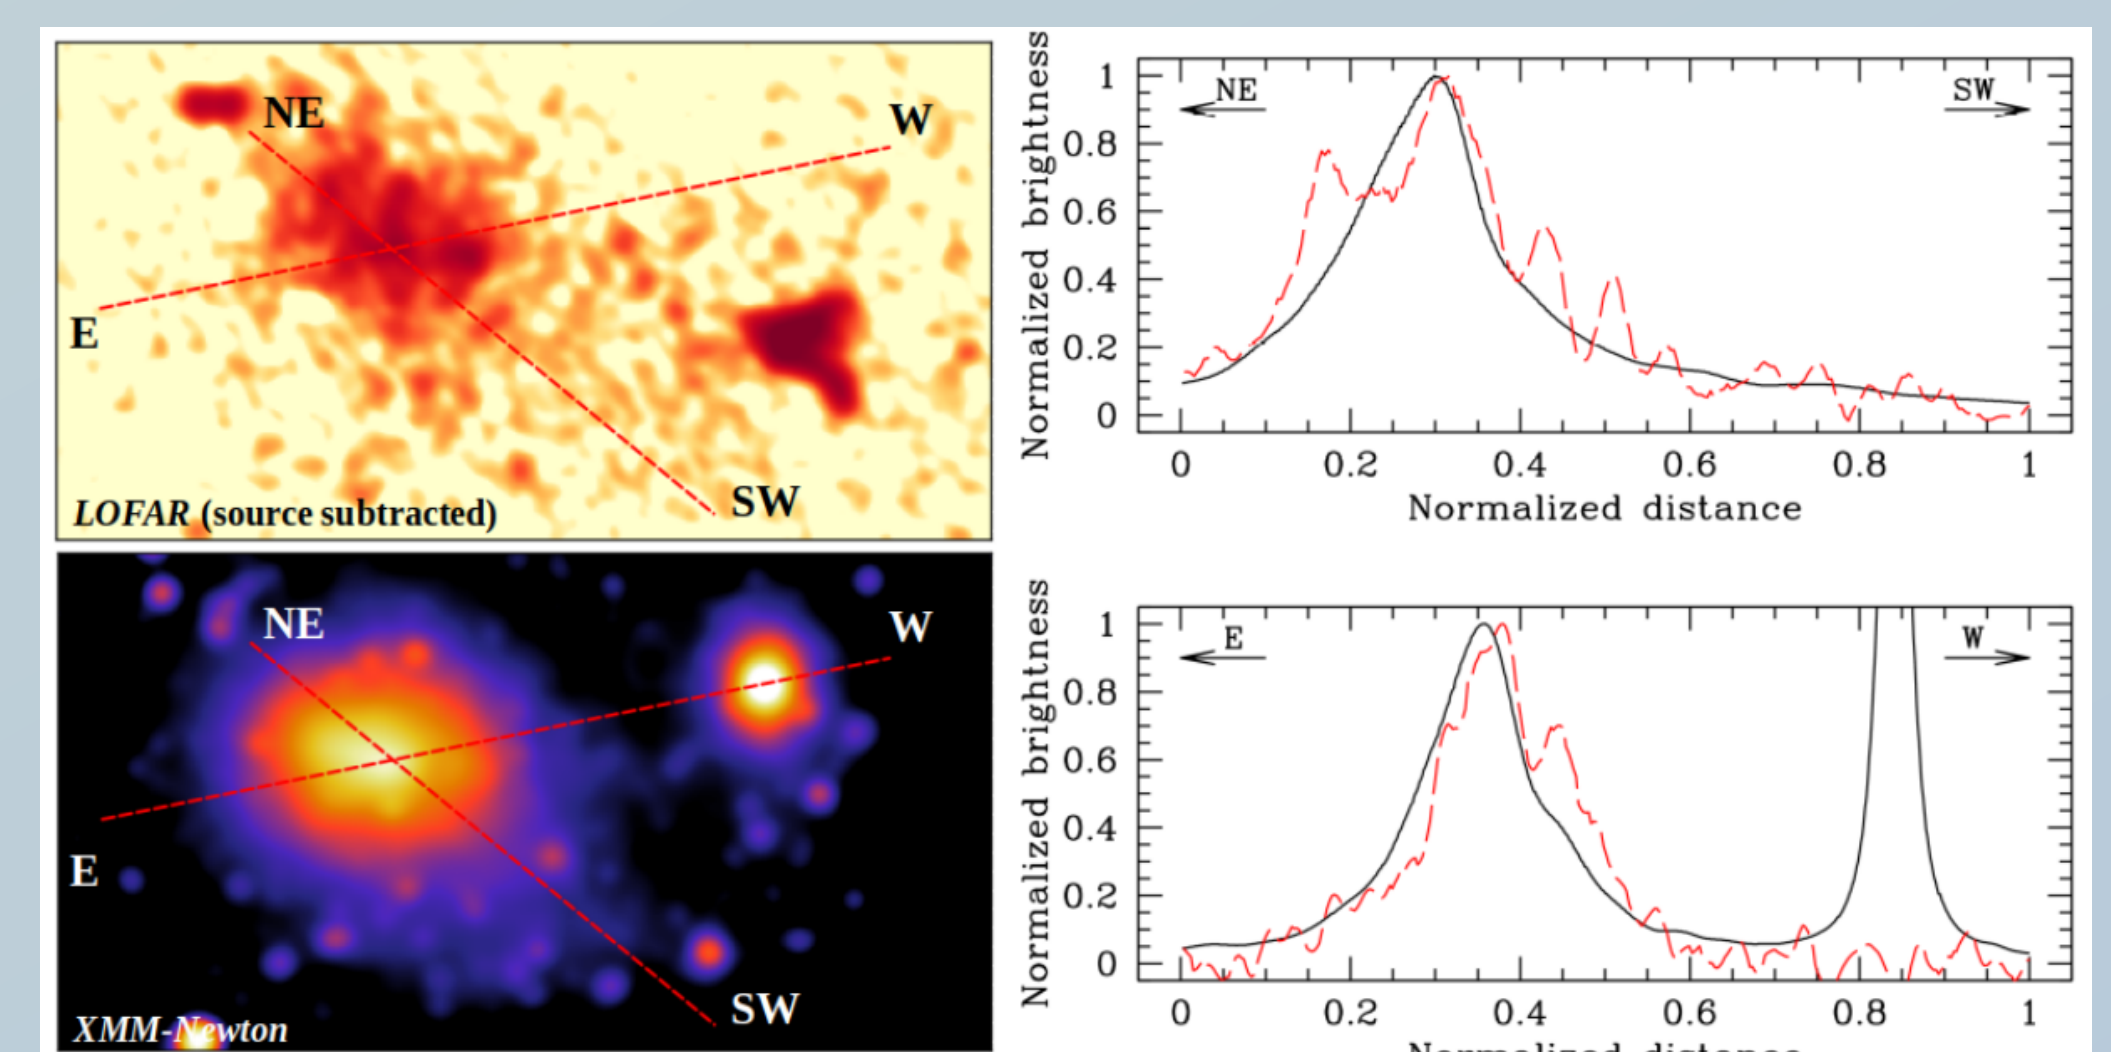 NE
W
E
SW
LOFAR (source subtracted)
NE
W
E
SW
XMM-Newton
Normalized brightness
1
0.8
0.6
0.4
0.2
0
NE
SW
0 0.2 0.4 0.6 0.8 1
Normalized distance
Normalized brightness
1
0.8
0.6
0.4
0.2
0
E
W
0 0.2 0.4 0.6 0.8 1
Normalized distance